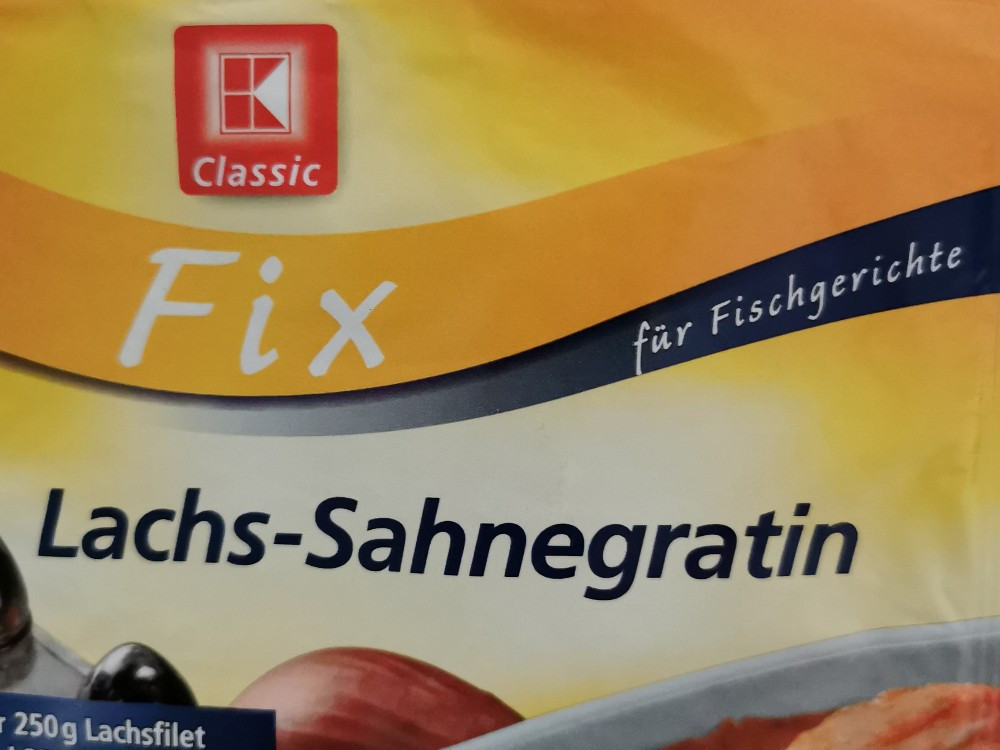 K
Classic
Fix
für Fischgerichte
Lachs-Sahnegratin
250g Lachsfilet